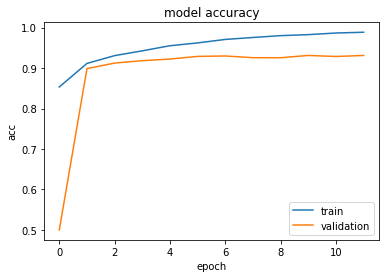 model accuracy
1.0
0.9
0.8
0.7
0.6
0.5
acc
0 2 4 6 8 10
epoch
train
validation